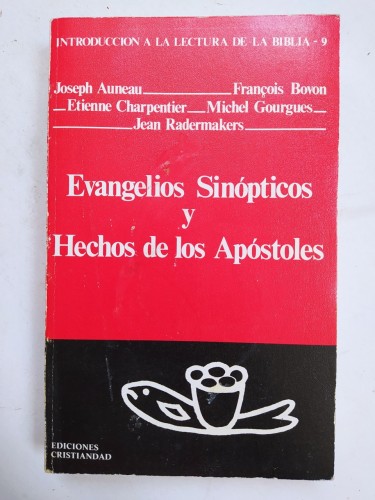 INTRODUCCION A LA LECTURA DE LA BIBLIA - 9
Joseph Auneau François Bovon
Etienne Charpentier Michel Gourgues
Jean Radermakers
Evangelios Sinópticos
y
Hechos de los Apóstoles
EDICIONES
CRISTIANDAD